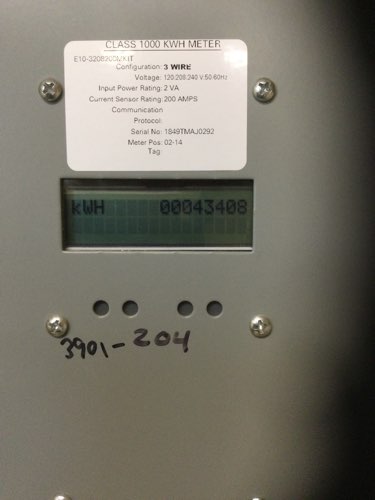 CLASS 1000 KWH METER
Configuration: 3 WIRE
Voltage: 120.208.240 V.50-60Hz
Input Power Rating: 2 VA
Current Sensor Rating: 200 AMPS
Communication
Protocol:
Serial No: 1849TMAJ0292
Meter Pos: 02-14
Tag:
kWH 00043408
3901-204